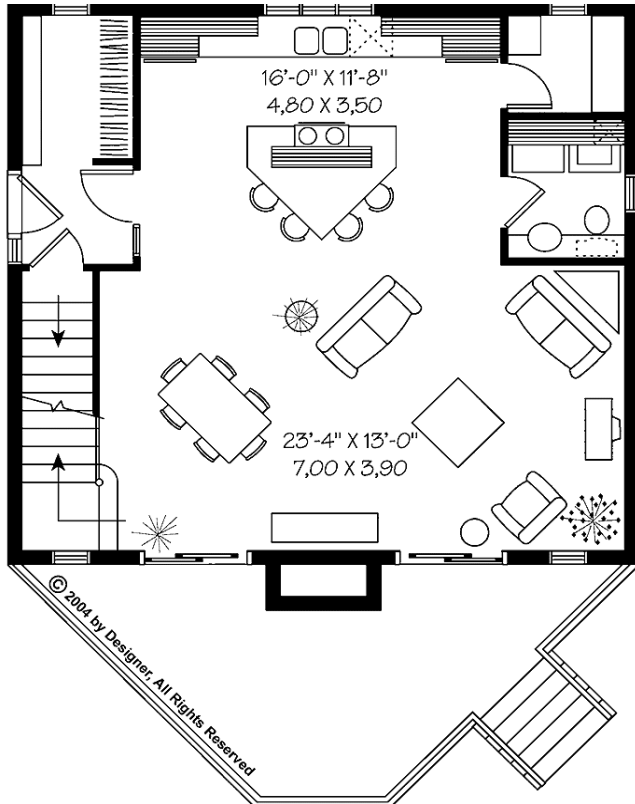 16'-0" X 11'-8"
4,80 X 3,50
23'-4" X 13'-0"
7,00 X 3,90
© 2004 by Designer, All Rights Reserved